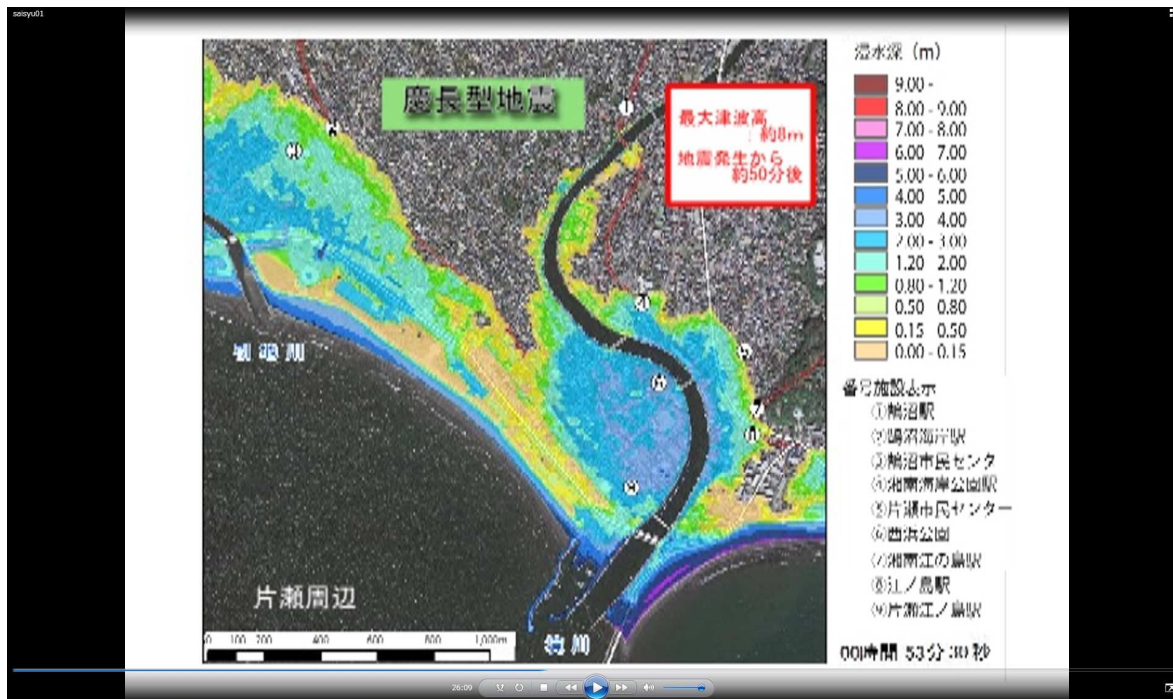 saisyu01
慶長型地震
最大津波高
：約8m
地震発生から
約50分後
浸水深（m）
9.00 -
8.00 - 9.00
7.00 - 8.00
6.00 7.00
5.00 - 6.00
4.00 5.00
3.00 4.00
2.00 - 3.00
1.20 2.00
0.80 - 1.20
0.50 0.80
0.15 0.50
0.00 - 0.15
番号施設表示
①鵠沼駅
②鵠沼海岸駅
③鵠沼市民センタ
④湘南海岸公園駅
⑤片瀬市民センター
⑥西浜公園
⑦湘南江の島駅
⑧江ノ島駅
⑨片瀬江ノ島駅
片瀬周辺
0 100 200 400 600 800 1,000m
00時間 53分 30秒
26:09